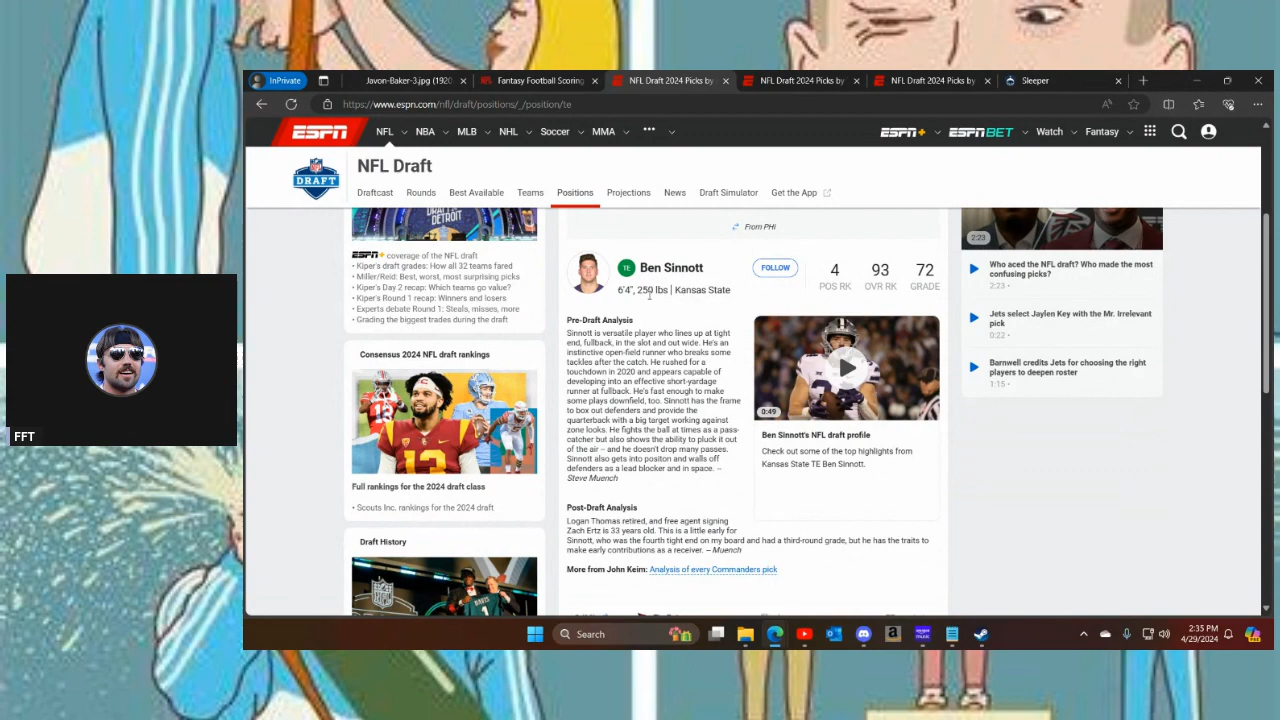 InPrivate
Javon-Baker-3.jpg (1920
Fantasy Football Scoring
NFL Draft 2024 Picks by
NFL Draft 2024 Picks by
NFL Draft 2024 Picks by
Sleeper
https://www.espn.com/nfl/draft/positions/_/position/te
ESPN
NFL
NBA
MLB
NHL
Soccer
MMA
ESPN+
ESPN BET
Watch
Fantasy
NFL
DRAFT
NFL Draft
Draftcast
Rounds
Best Available
Teams
Positions
Projections
News
Draft Simulator
Get the App
DETROIT
ESPN+ coverage of the NFL draft
• Kiper's draft grades: How all 32 teams fared
• Miller/Reid: Best, worst, most surprising picks
• Kiper's Day 2 recap: Which teams go value?
• Kiper's Round 1 recap: Winners and losers
• Experts debate Round 1: Steals, misses, more
• Grading the biggest trades during the draft
Consensus 2024 NFL draft rankings
13
Full rankings for the 2024 draft class
• Scouts Inc. rankings for the 2024 draft
Draft History
From PHI
TE
Ben Sinnott
6'4", 259 lbs | Kansas State
FOLLOW
4
POS RK
93
OVR RK
72
GRADE
Pre-Draft Analysis
Sinnott is versatile player who lines up at tight
end, fullback, in the slot and out wide. He's an
instinctive open-field runner who breaks some
tackles after the catch. He rushed for a
touchdown in 2020 and appears capable of
developing into an effective short-yardage
runner at fullback. He's fast enough to make
some plays downfield, too. Sinnott has the frame
to box out defenders and provide the
quarterback with a big target working against
zone looks. He fights the ball at times as a pass-
catcher but also shows the ability to pluck it out
of the air -- and he doesn't drop many passes.
Sinnott also gets into positon and walls off
defenders as a lead blocker and in space. --
Steve Muench
0:49
Ben Sinnott's NFL draft profile
Check out some of the top highlights from
Kansas State TE Ben Sinnott.
Post-Draft Analysis
Logan Thomas retired, and free agent signing
Zach Ertz is 33 years old. This is a little early for
Sinnott, who was the fourth tight end on my board and had a third-round grade, but he has the traits to
make early contributions as a receiver. -- Muench
More from John Keim: Analysis of every Commanders pick
2:23
Who aced the NFL draft? Who made the most
confusing picks?
2:23 •
Jets select Jaylen Key with the Mr. Irrelevant
pick
0:22 •
Barnwell credits Jets for choosing the right
players to deepen roster
1:15 •
FFT
Search
2:35 PM
4/29/2024